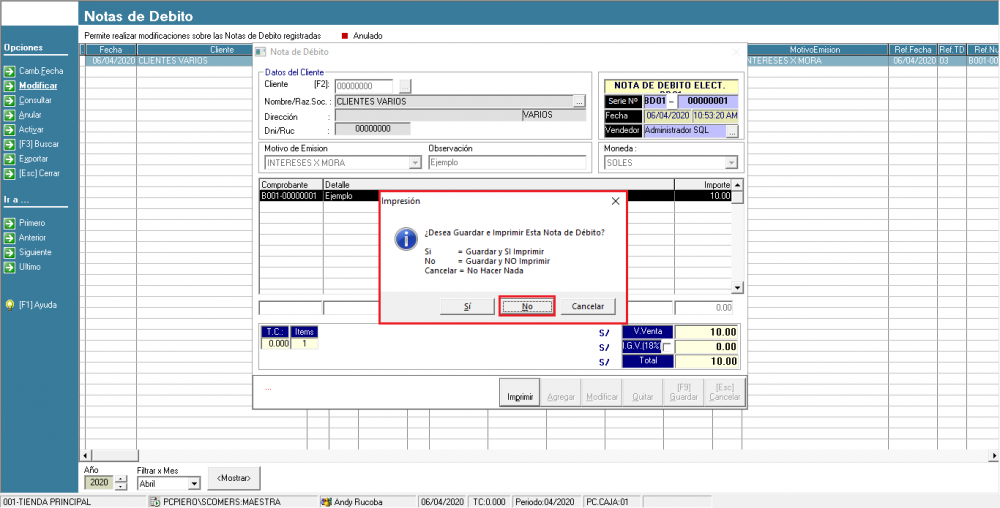 Notas de Debito
Permite realizar modificaciones sobre las Notas de Debito registradas
Anulado
Opciones
Camb.Fecha
Modificar
Consultar
Anular
Activar
[F3] Buscar
Exportar
[Esc] Cerrar
Ir a ...
Primero
Anterior
Siguiente
Ultimo
[F1] Ayuda
Fecha Cliente MotivoEmision Ref.Fecha Ref.TD Ref.Nu
06/04/2020 CLIENTES VARIOS NTERESES X MORA 06/04/2020 03 B001-00
Nota de Débito
Datos del Cliente
Cliente [F2]: 00000000
Nombre/Raz.Soc. : CLIENTES VARIOS ...
Dirección : VARIOS
Dni/Ruc : 00000000
NOTA DE DEBITO ELECT.
Serie Nº BD01 – 00000001
Fecha 06/04/2020 10:53:20 AM
Vendedor Administrador SQL ...
Motivo de Emision Observación
INTERESES X MORA Ejemplo
Moneda :
SOLES
Comprobante Detalle Importe
B001-00000001 Ejemplo 10.00
Impresión
¿Desea Guardar e Imprimir Esta Nota de Débito?
Si = Guardar y SI Imprimir
No = Guardar y NO Imprimir
Cancelar = No Hacer Nada
Sí No Cancelar
0.00
T.C.: Items
0.000 1
S/ V.Venta 10.00
S/ I.G.V.(18%) 0.00
S/ Total 10.00
...
Imprimir
Agregar
Modificar
Quitar
[F9] Guardar
[Esc] Cancelar
Año Filtrar x Mes
2020 Abril <Mostrar>
001-TIENDA PRINCIPAL PCPIERO\SCOMERS:MAESTRA Andy Rucoba 06/04/2020 TC:0.000 Periodo:04/2020 PC.CAJA:01